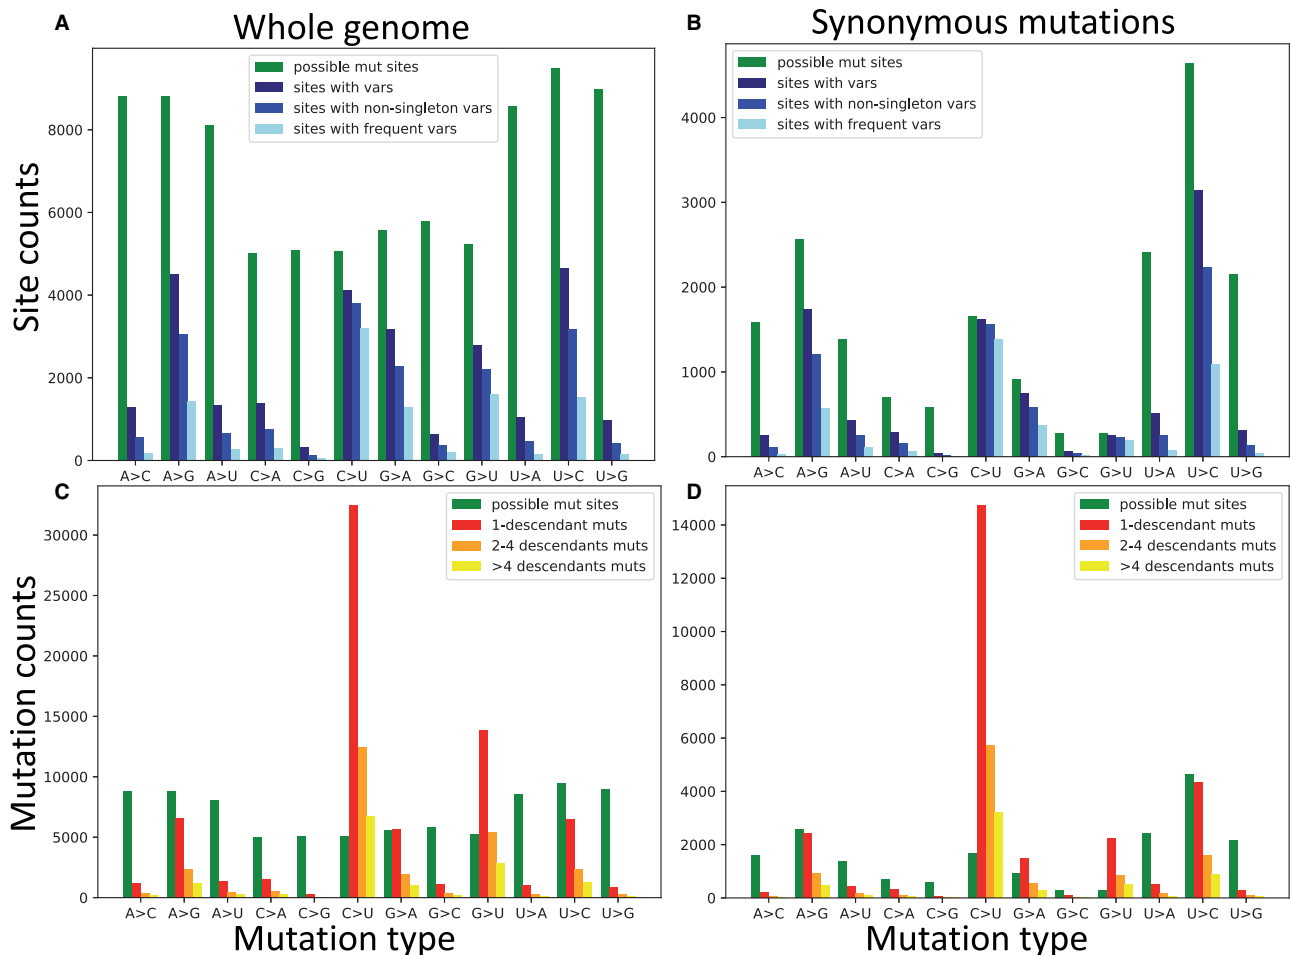 A
Whole genome
possible mut sites
sites with vars
sites with non-singleton vars
sites with frequent vars
8000
6000
4000
2000
0
Site counts
A>C A>G A>U C>A C>G C>U G>A G>C G>U U>A U>C U>G
B
Synonymous mutations
possible mut sites
sites with vars
sites with non-singleton vars
sites with frequent vars
4000
3000
2000
1000
0
A>C A>G A>U C>A C>G C>U G>A G>C G>U U>A U>C U>G
C
possible mut sites
1-descendant muts
2-4 descendants muts
>4 descendants muts
30000
25000
20000
15000
10000
5000
0
Mutation counts
A>C A>G A>U C>A C>G C>U G>A G>C G>U U>A U>C U>G
Mutation type
D
possible mut sites
1-descendant muts
2-4 descendants muts
>4 descendants muts
14000
12000
10000
8000
6000
4000
2000
0
A>C A>G A>U C>A C>G C>U G>A G>C G>U U>A U>C U>G
Mutation type